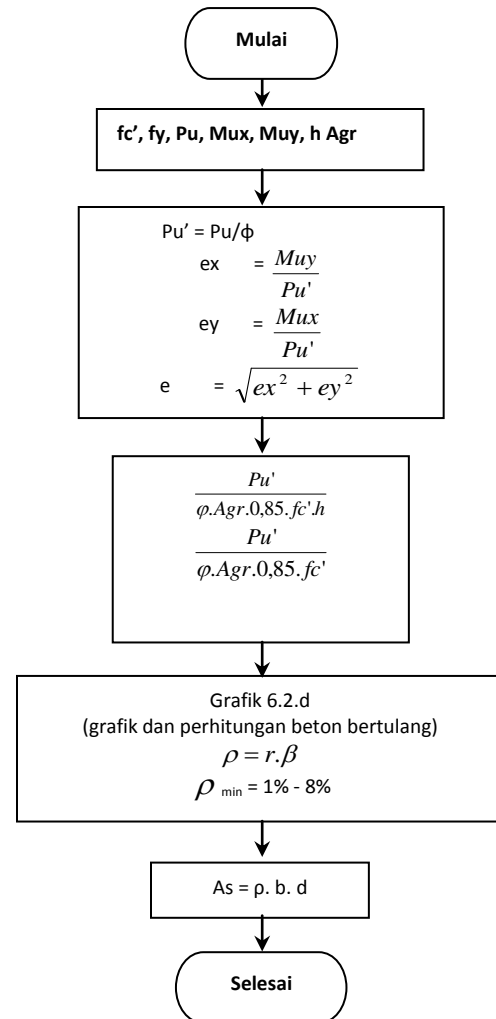 Mulai
fc', fy, Pu, Mux, Muy, h Agr
Pu' = Pu/ϕ
ex = Muy / Pu'
ey = Mux / Pu'
e = √(ex² + ey²)
Pu' / φ.Agr.0,85.fc'.h
Pu' / φ.Agr.0,85.fc'
Grafik 6.2.d
(grafik dan perhitungan beton bertulang)
ρ = r.β
ρ min = 1% - 8%
As = ρ. b. d
Selesai